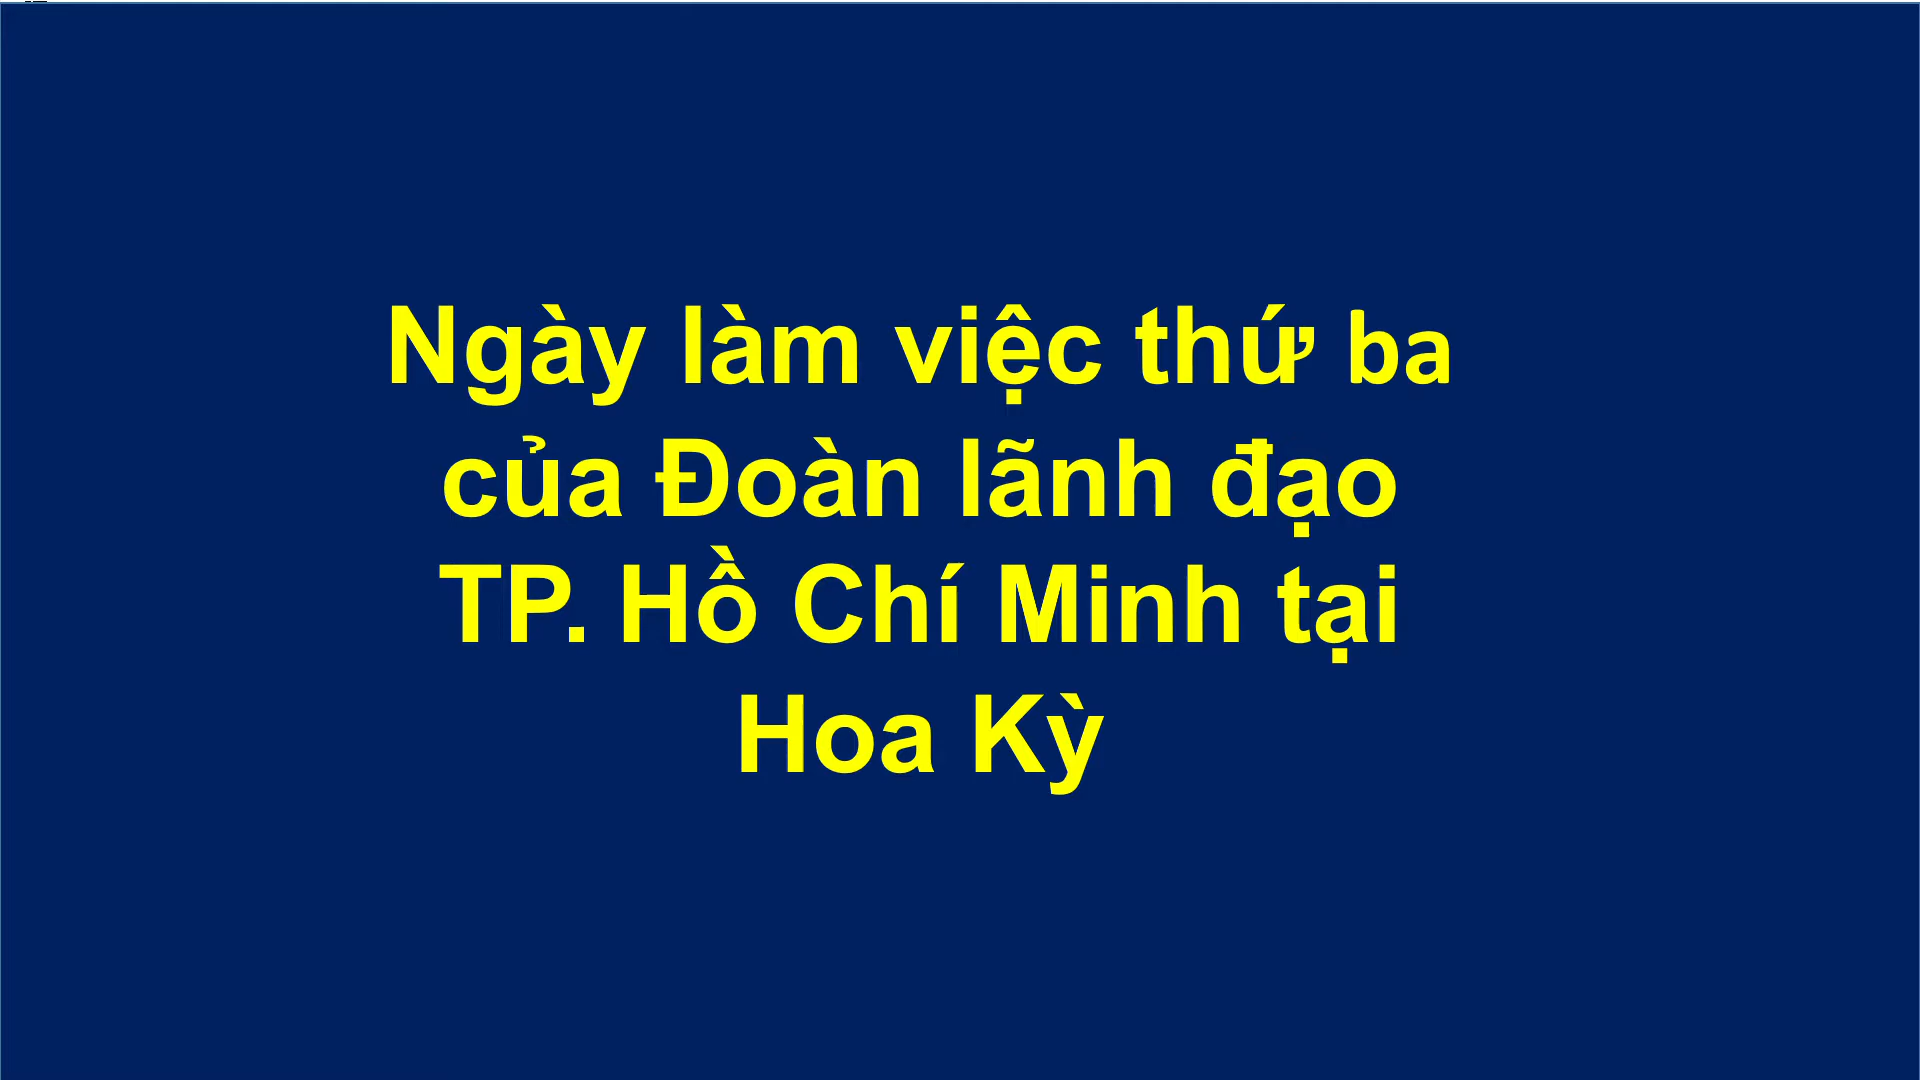 Ngày làm việc thứ ba
của Đoàn lãnh đạo
TP. Hồ Chí Minh tại
Hoa Kỳ